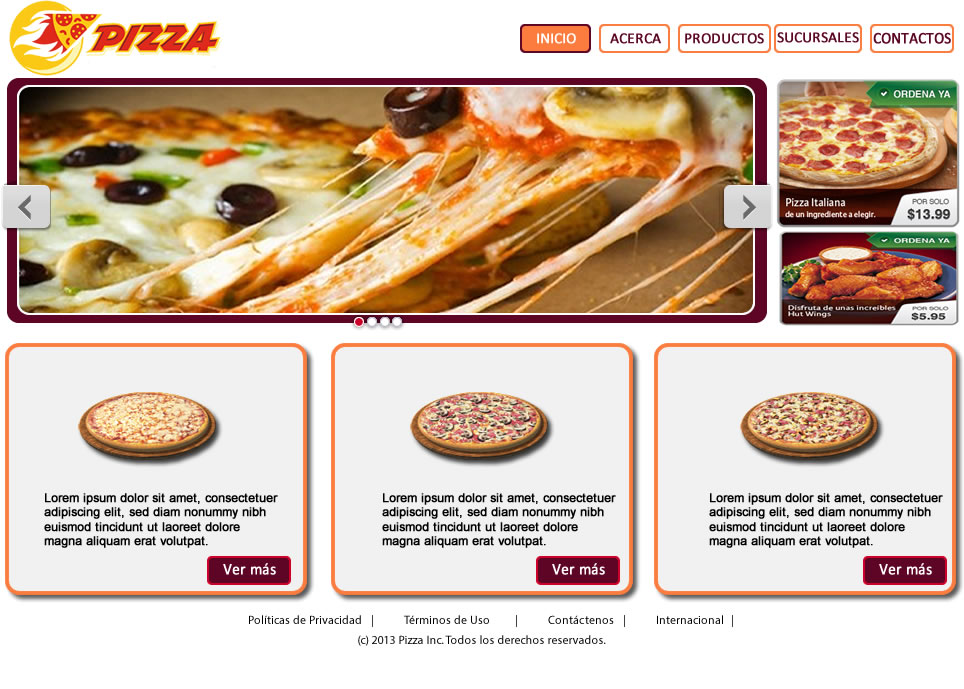 PIZZA
INICIO
ACERCA
PRODUCTOS
SUCURSALES
CONTACTOS
ORDENA YA
Pizza Italiana
de un ingrediente a elegir.
POR SOLO
$13.99
ORDENA YA
Disfruta de unas increíbles
Hut Wings
POR SOLO
$5.95
Lorem ipsum dolor sit amet, consectetuer
adipiscing elit, sed diam nonummy nibh
euismod tincidunt ut laoreet dolore
magna aliquam erat volutpat.
Ver más
Lorem ipsum dolor sit amet, consectetuer
adipiscing elit, sed diam nonummy nibh
euismod tincidunt ut laoreet dolore
magna aliquam erat volutpat.
Ver más
Lorem ipsum dolor sit amet, consectetuer
adipiscing elit, sed diam nonummy nibh
euismod tincidunt ut laoreet dolore
magna aliquam erat volutpat.
Ver más
Políticas de Privacidad | Términos de Uso | Contáctenos | Internacional |
(c) 2013 Pizza Inc. Todos los derechos reservados.